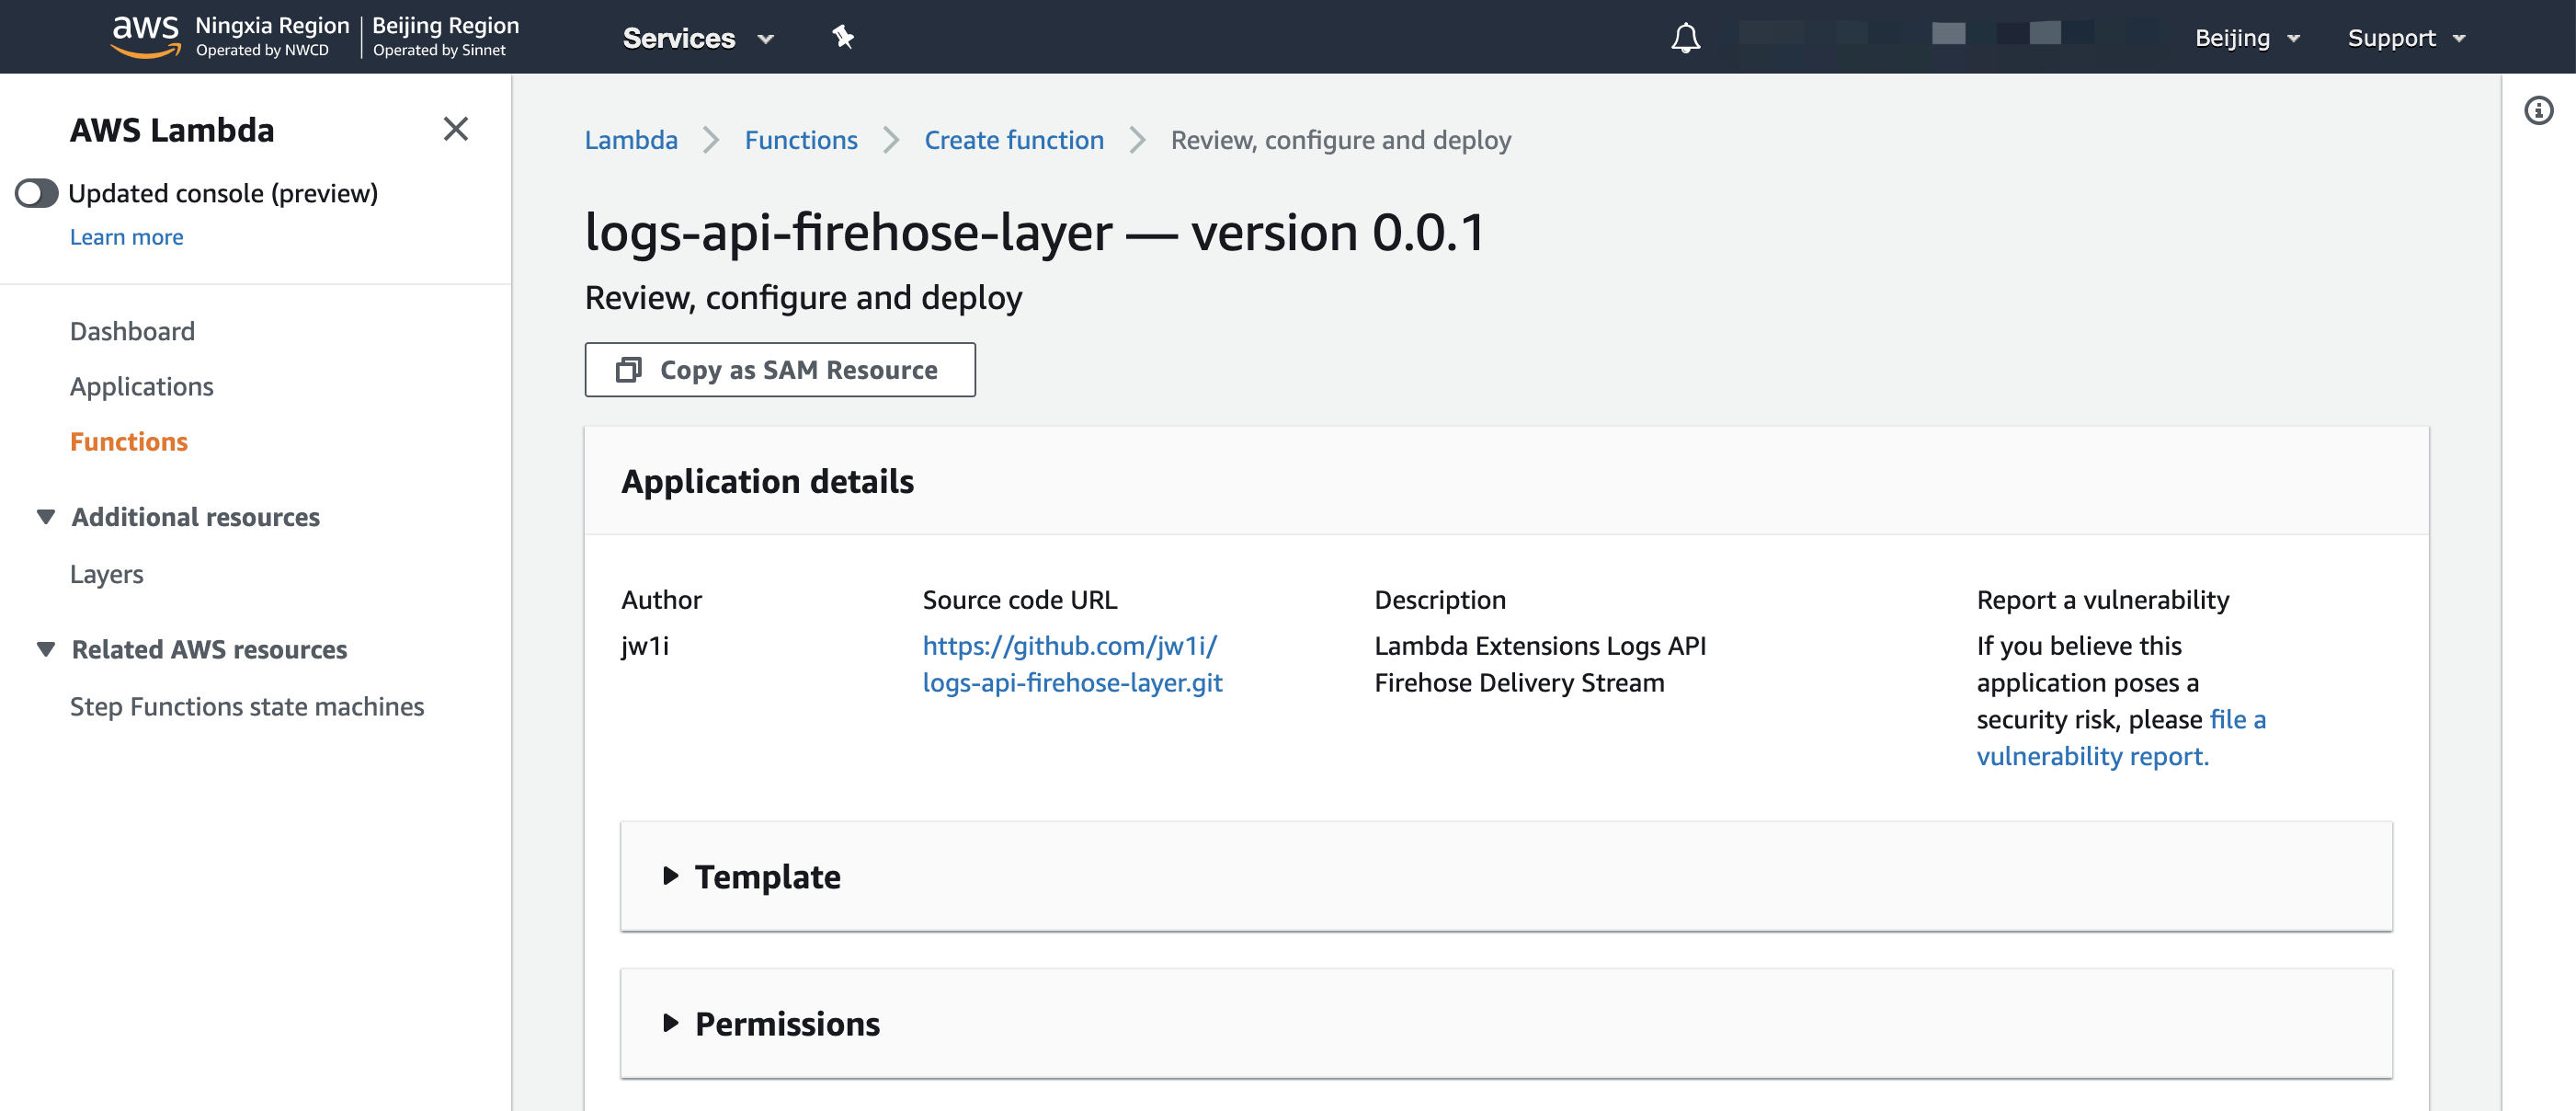 aws
Ningxia Region
Operated by NWCD
Beijing Region
Operated by Sinnet
Services
Beijing
Support
AWS Lambda
Updated console (preview)
Learn more
Dashboard
Applications
Functions
Additional resources
Layers
Related AWS resources
Step Functions state machines
Lambda
Functions
Create function
Review, configure and deploy
logs-api-firehose-layer — version 0.0.1
Review, configure and deploy
Copy as SAM Resource
Application details
Author
jw1i
Source code URL
https://github.com/jw1i/
logs-api-firehose-layer.git
Description
Lambda Extensions Logs API
Firehose Delivery Stream
Report a vulnerability
If you believe this
application poses a
security risk, please file a
vulnerability report.
Template
Permissions